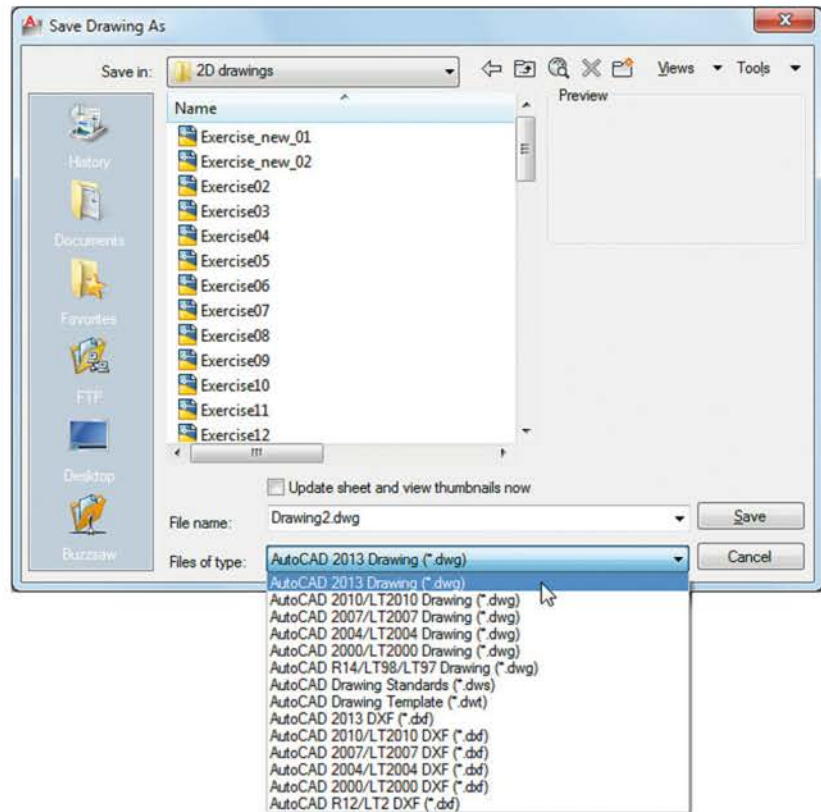 Save Drawing As
Save in: 2D drawings Views Tools
Name
Preview
Exercise_new_01
Exercise_new_02
Exercise02
Exercise03
Exercise04
Exercise05
Exercise06
Exercise07
Exercise08
Exercise09
Exercise10
Exercise11
Exercise12
History
Documents
Favorites
FTP
Desktop
Buzzsaw
Update sheet and view thumbnails now
File name: Drawing2.dwg Save
Files of type: AutoCAD 2013 Drawing (*.dwg) Cancel
AutoCAD 2013 Drawing (*.dwg)
AutoCAD 2010/LT2010 Drawing (*.dwg)
AutoCAD 2007/LT2007 Drawing (*.dwg)
AutoCAD 2004/LT2004 Drawing (*.dwg)
AutoCAD 2000/LT2000 Drawing (*.dwg)
AutoCAD R14/LT98/LT97 Drawing (*.dwg)
AutoCAD Drawing Standards (*.dws)
AutoCAD Drawing Template (*.dwt)
AutoCAD 2013 DXF (*.dxf)
AutoCAD 2010/LT2010 DXF (*.dxf)
AutoCAD 2007/LT2007 DXF (*.dxf)
AutoCAD 2004/LT2004 DXF (*.dxf)
AutoCAD 2000/LT2000 DXF (*.dxf)
AutoCAD R12/LT2 DXF (*.dxf)